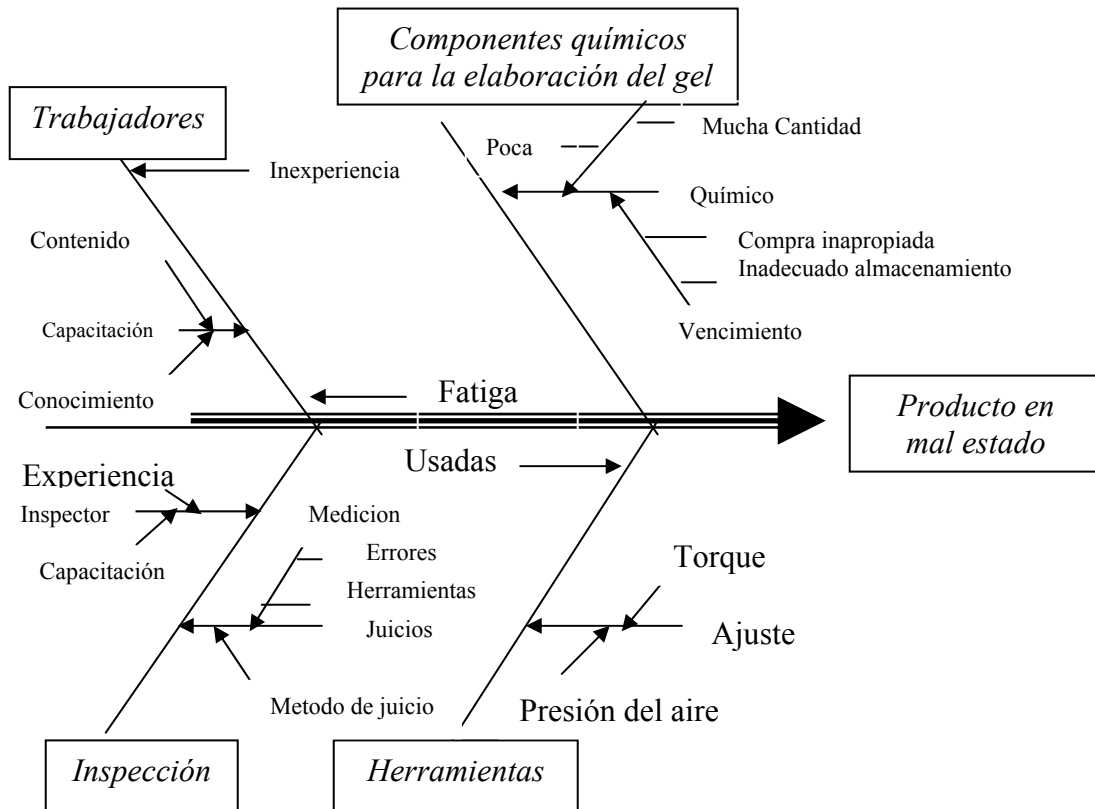 Componentes químicos
para la elaboración del gel
Trabajadores
Mucha Cantidad
Poca
Inexperiencia
Químico
Contenido
Compra inapropiada
Inadecuado almacenamiento
Capacitación
Vencimiento
Conocimiento
Fatiga
Producto en
mal estado
Usadas
Experiencia
Inspector
Medicion
Capacitación
Errores
Torque
Herramientas
Juicios
Ajuste
Metodo de juicio
Presión del aire
Inspección
Herramientas